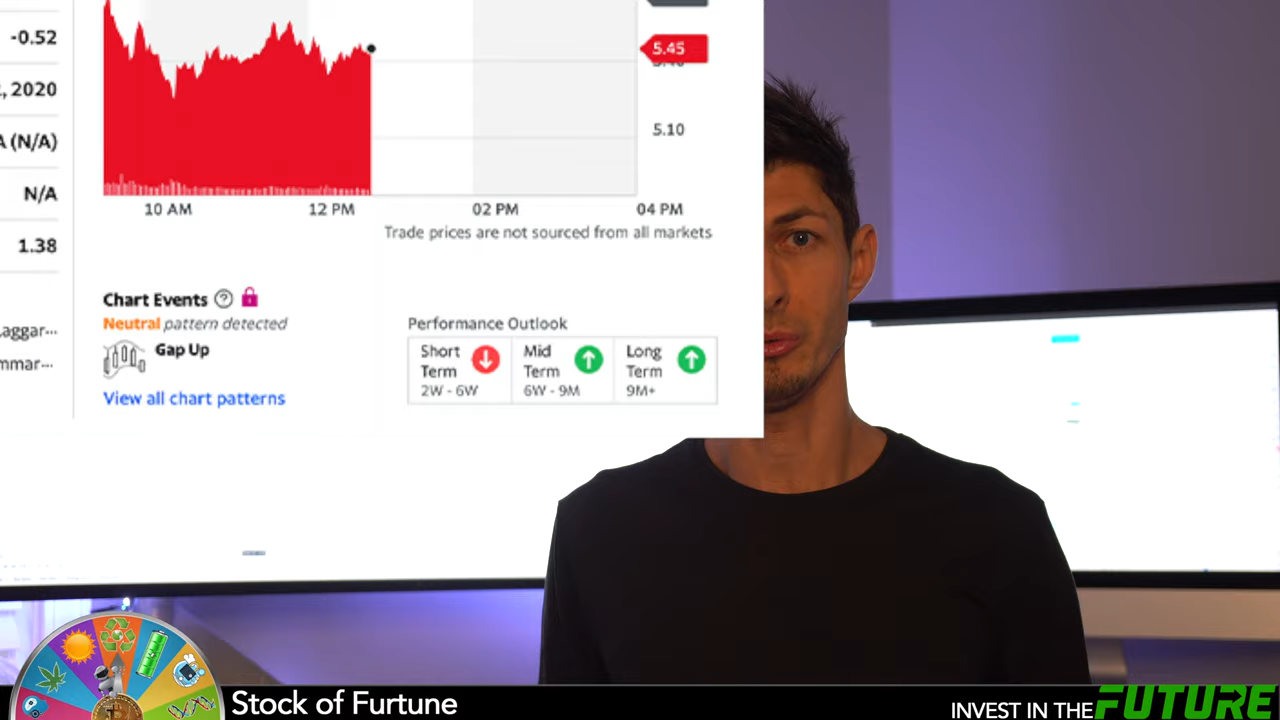 -0.52
, 2020
A (N/A)
N/A
1.38
aggar...
mmar...
5.45
5.10
10 AM
12 PM
02 PM
04 PM
Trade prices are not sourced from all markets
Chart Events ?
Neutral pattern detected
Gap Up
View all chart patterns
Performance Outlook
Short
Term
2W - 6W
Mid
Term
6W - 9M
Long
Term
9M+
Stock of Furtune
INVEST IN THE FUTURE